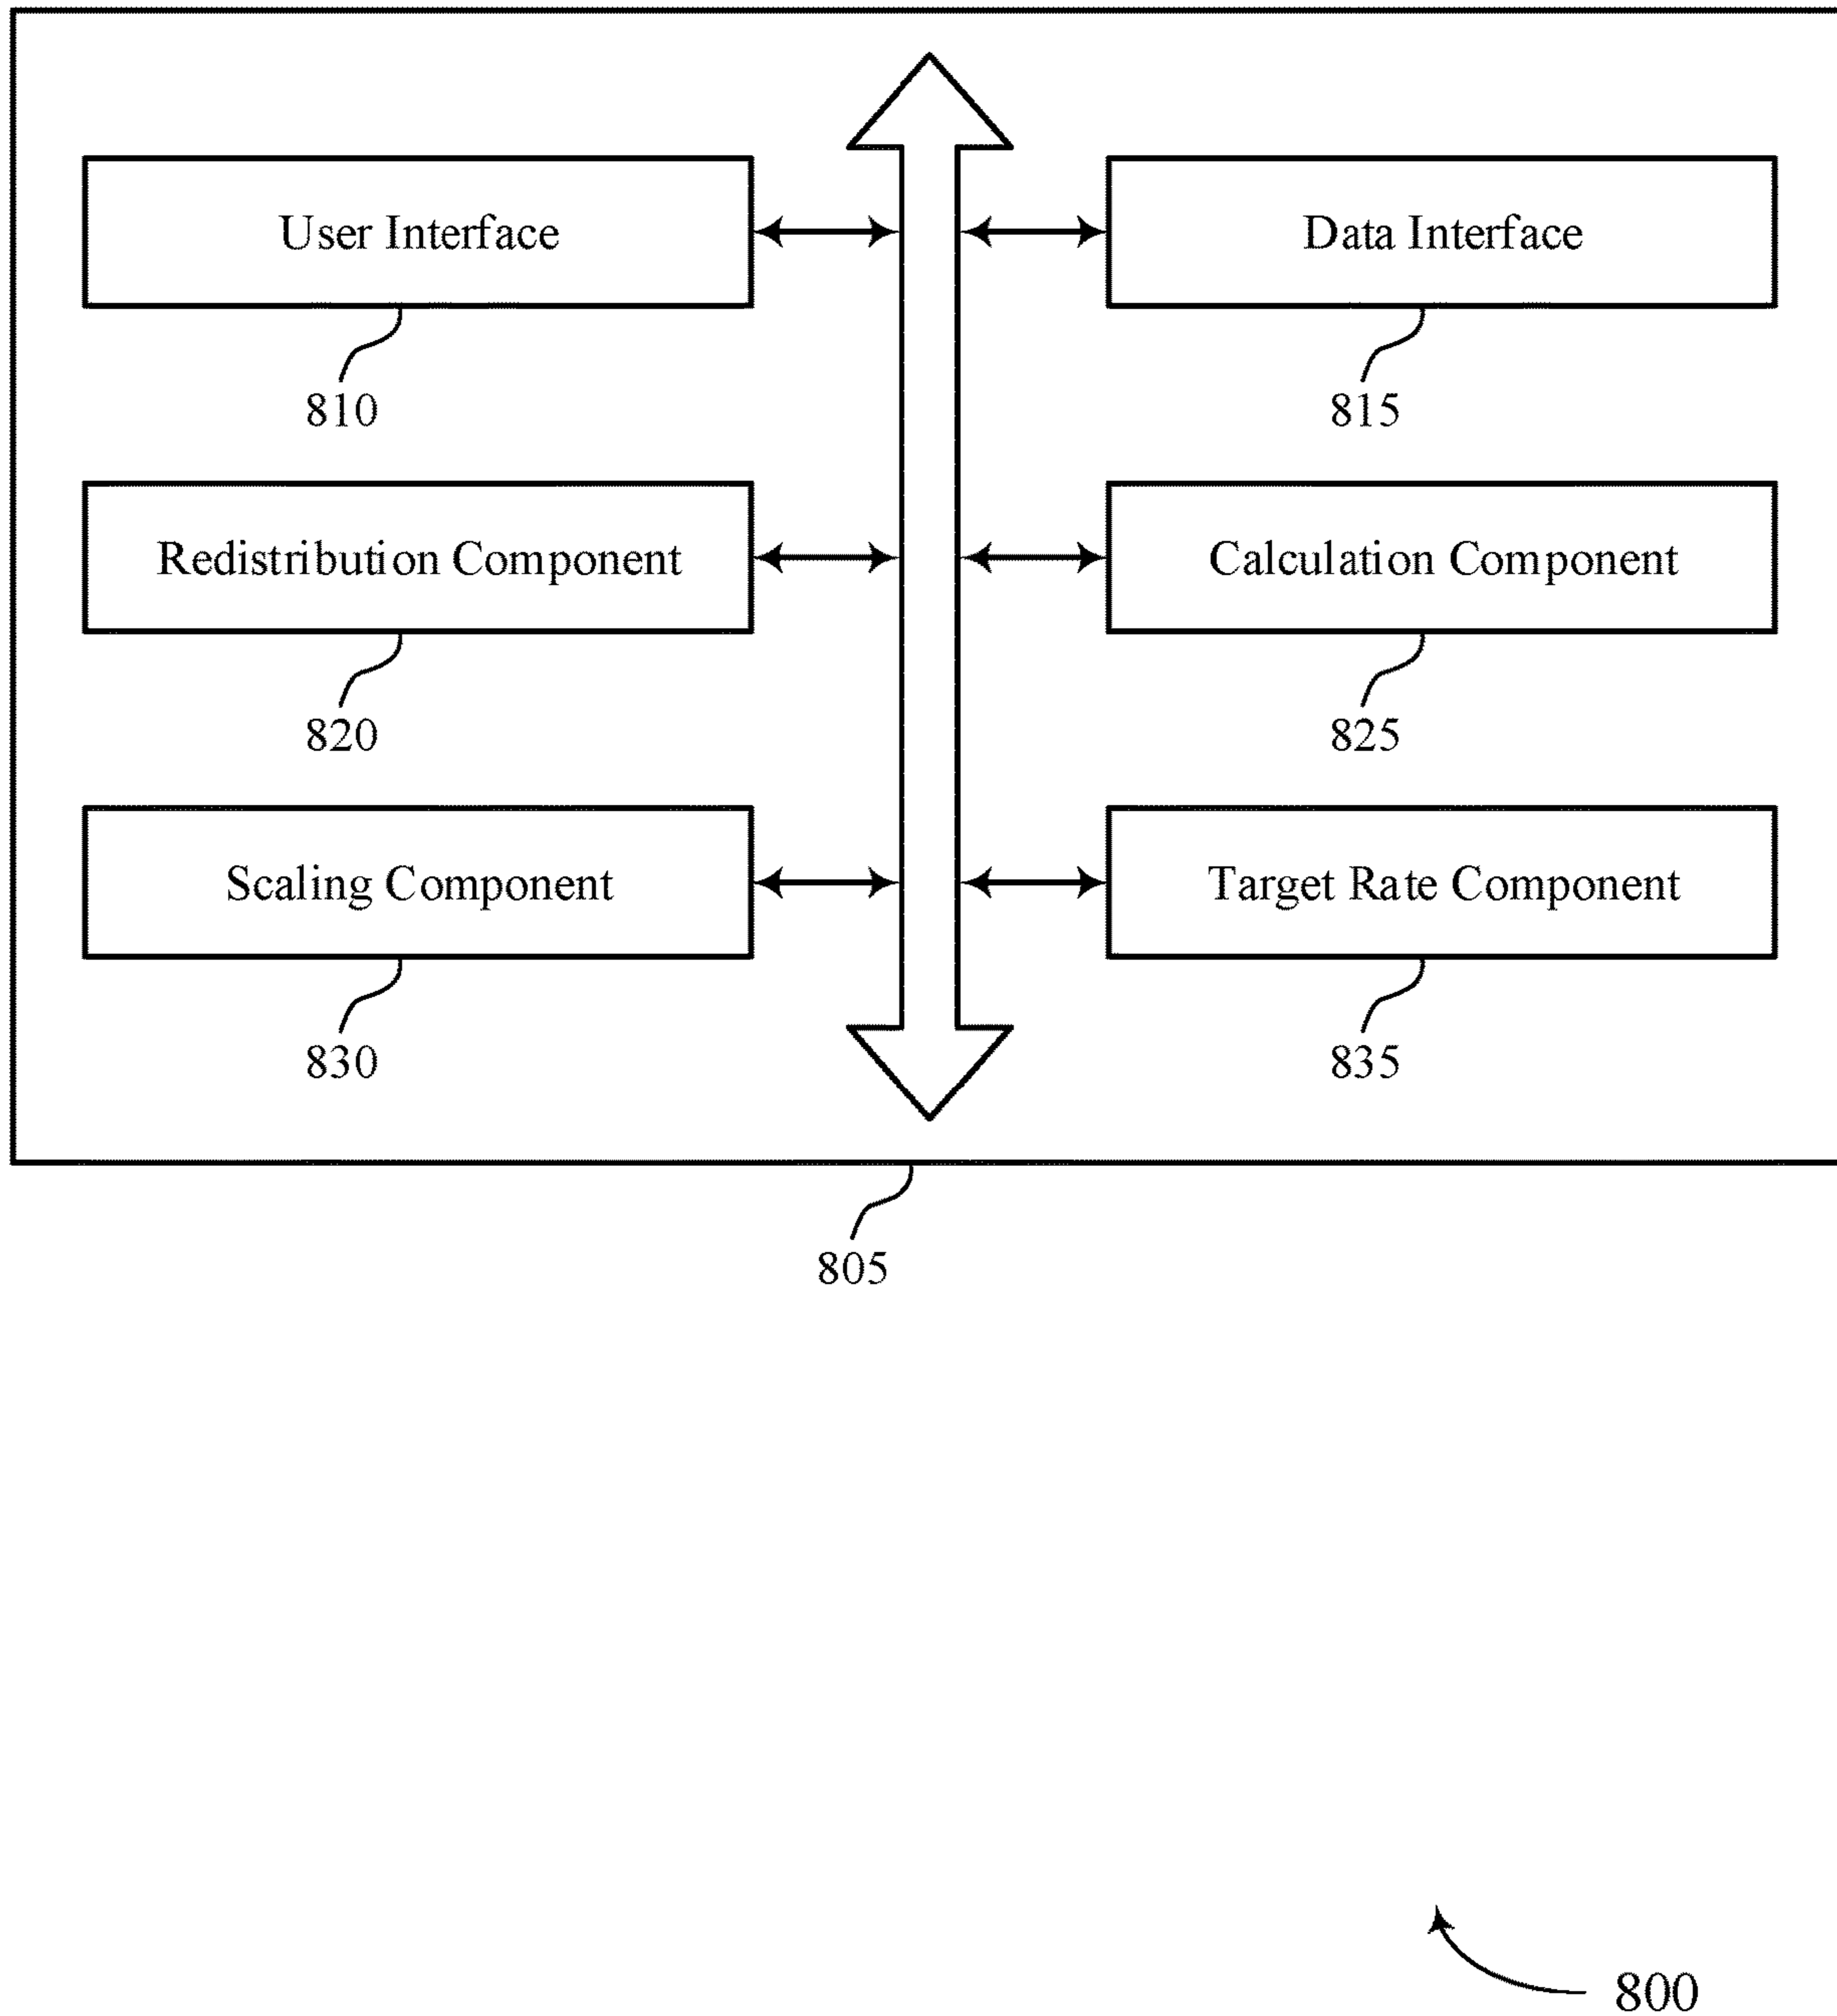 User Interface
Data Interface
810
815
Redistribution Component
Calculation Component
820
825
Scaling Component
Target Rate Component
830
835
805
800